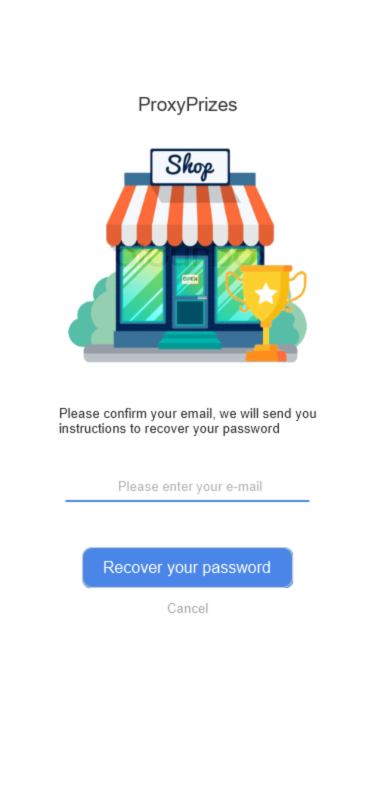 ProxyPrizes
Shop
OPEN
Please confirm your email, we will send you
instructions to recover your password
Please enter your e-mail
Recover your password
Cancel